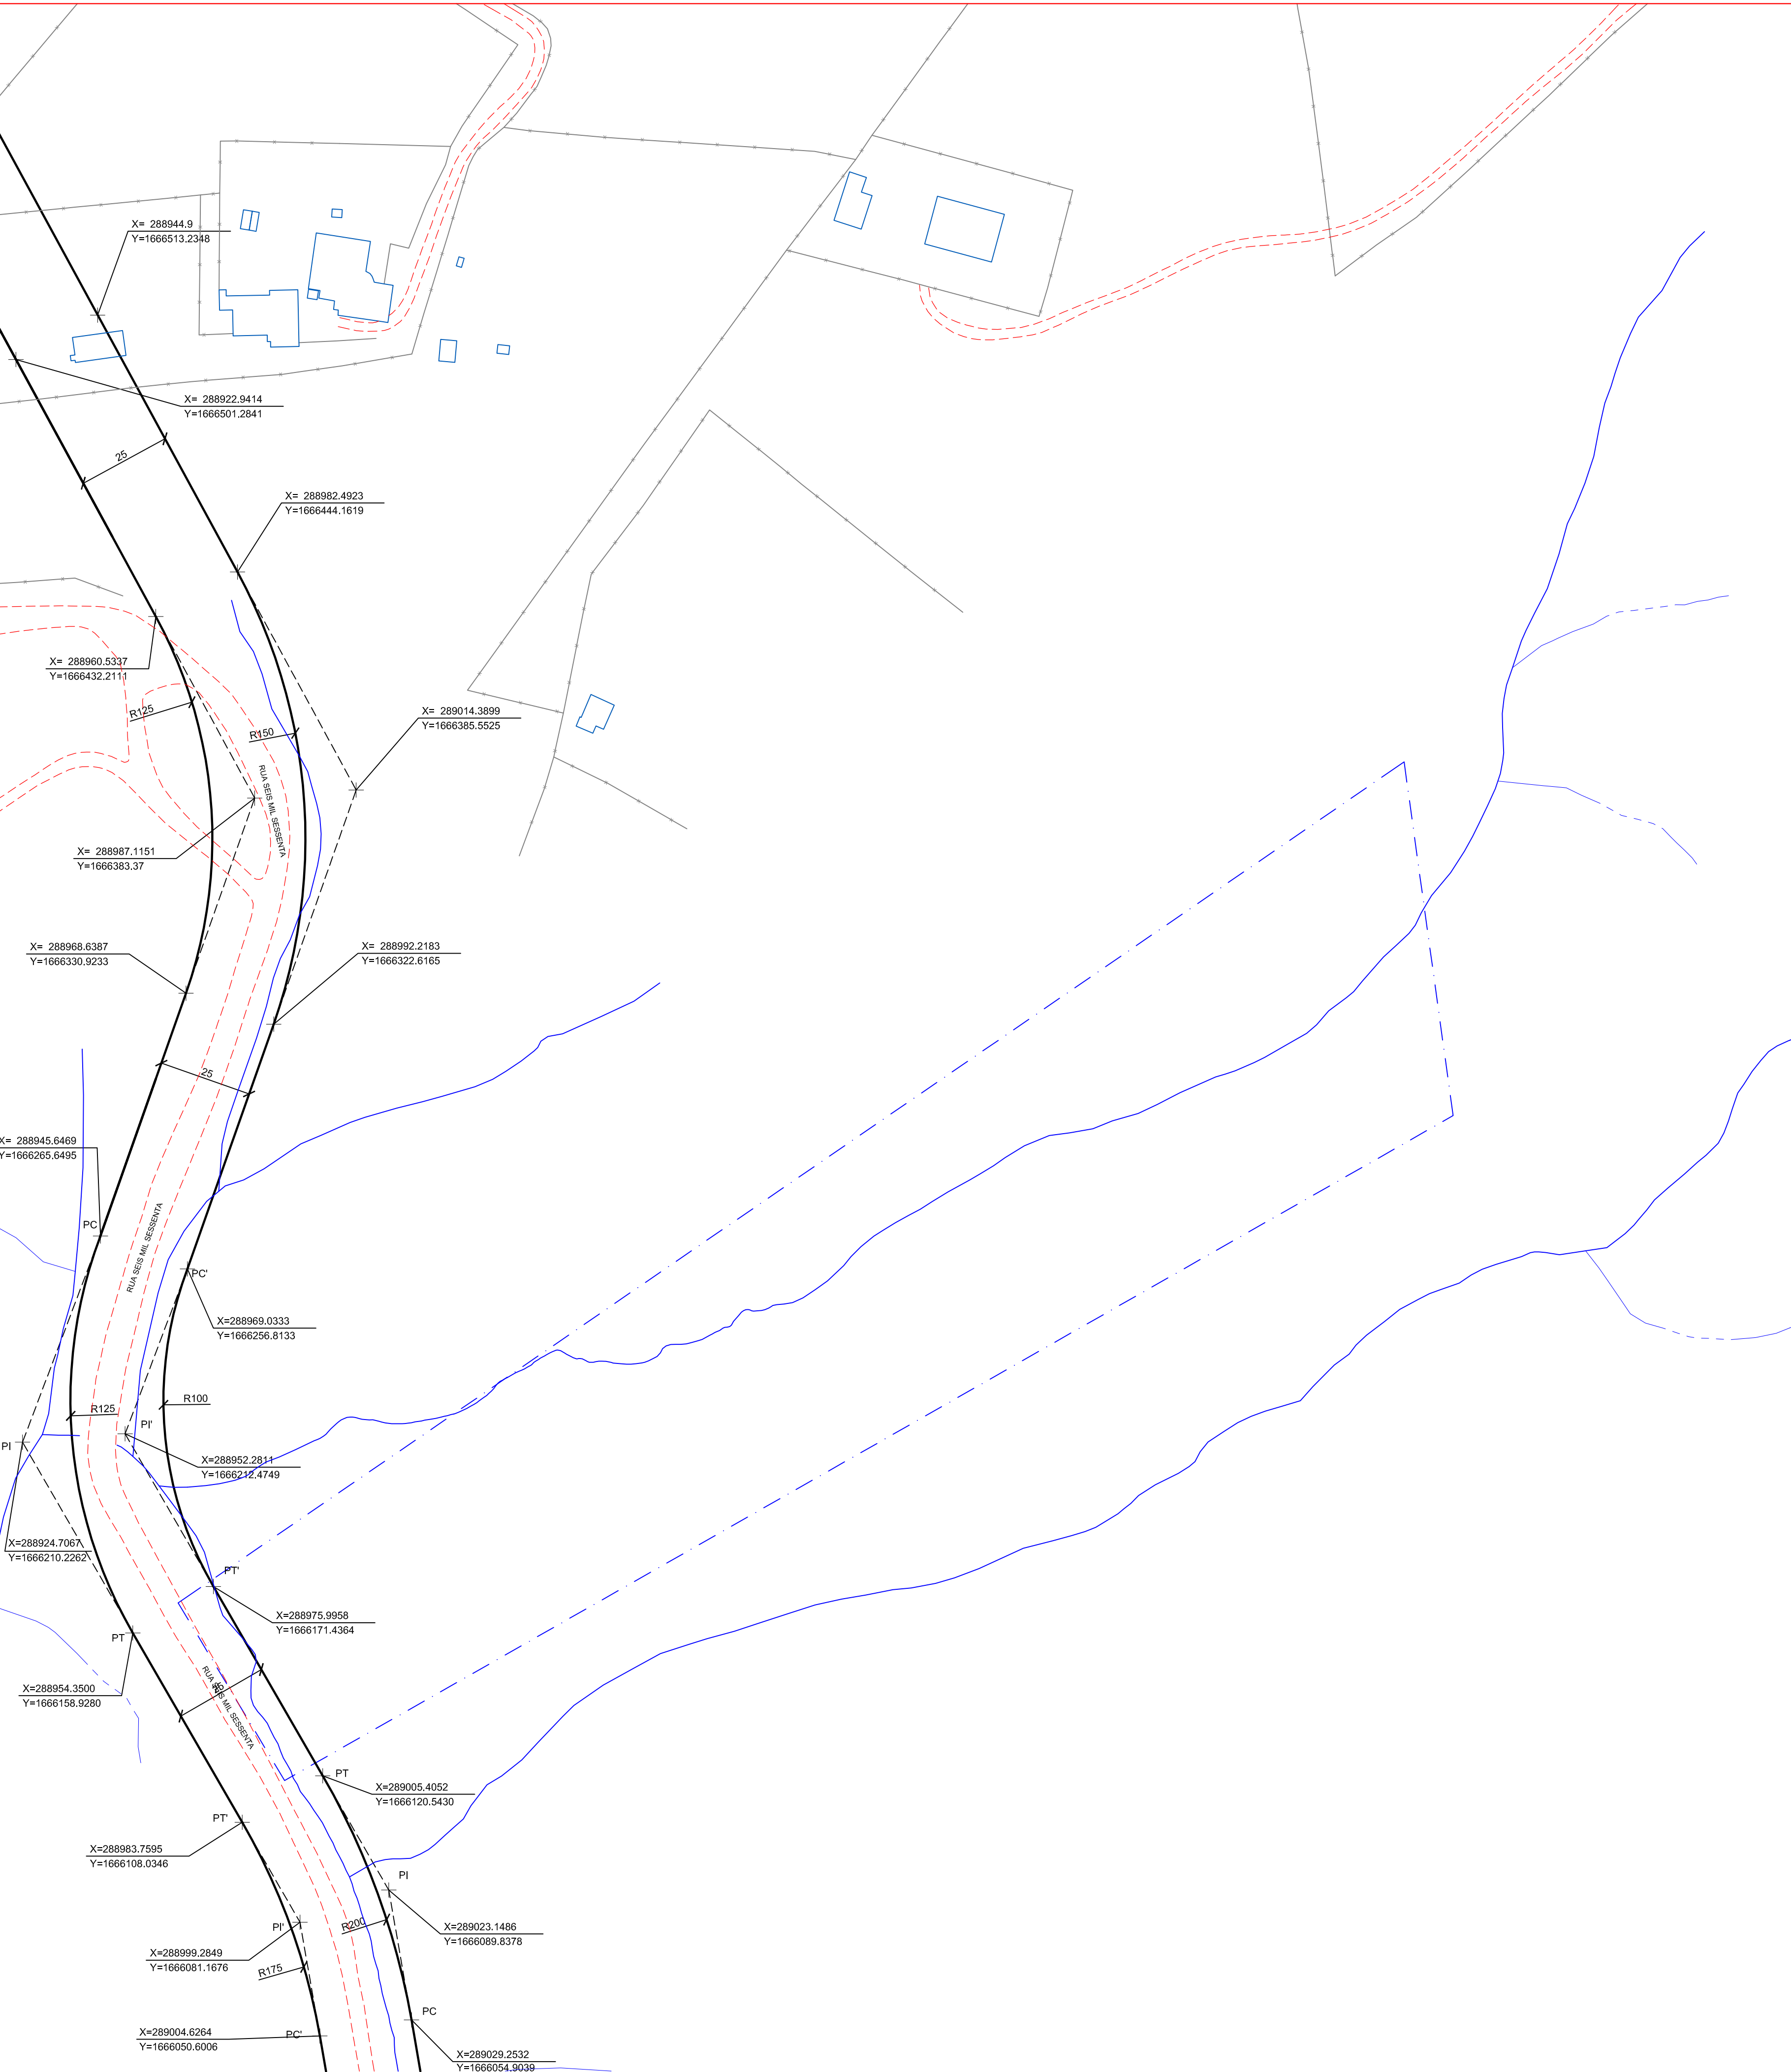 X=  288944.9
Y=1666513.2348
X=  288922.9414
Y=1666501.2841
25
X=  288982.4923
Y=1666444.1619
X=  288960.5337
Y=1666432.2111
R125
R150
X=  289014.3899
Y=1666385.5525
RUA SEIS MIL SESSENTA
X=  288987.1151
Y=1666383.37
X=  288968.6387
Y=1666330.9233
X=  288992.2183
Y=1666322.6165
25
X=  288945.6469
Y=1666265.6495
PC
RUA SEIS MIL SESSENTA
PC'
X=288969.0333
Y=1666256.8133
R125
R100
PI'
PI
X=288952.2811
Y=1666212.4749
X=288924.7067
Y=1666210.2262
PT'
X=288975.9958
Y=1666171.4364
PT
X=288954.3500
Y=1666158.9280
25
RUA SEIS MIL SESSENTA
PT
X=289005.4052
Y=1666120.5430
PT'
X=288983.7595
Y=1666108.0346
PI
PI'
R200
X=289023.1486
Y=1666089.8378
X=288999.2849
Y=1666081.1676
R175
PC
PC'
X=289004.6264
Y=1666050.6006
X=289029.2532
Y=1666054.9039